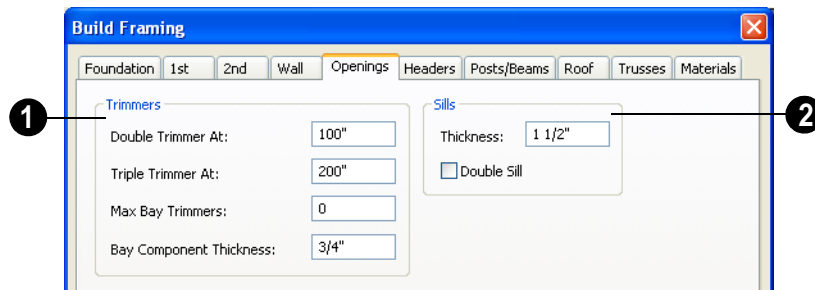 Build Framing
Foundation 1st 2nd Wall Openings Headers Posts/Beams Roof Trusses Materials
1 Trimmers Sills 2
Double Trimmer At: 100" Thickness: 1 1/2"
Triple Trimmer At: 200" Double Sill
Max Bay Trimmers: 0
Bay Component Thickness: 3/4"